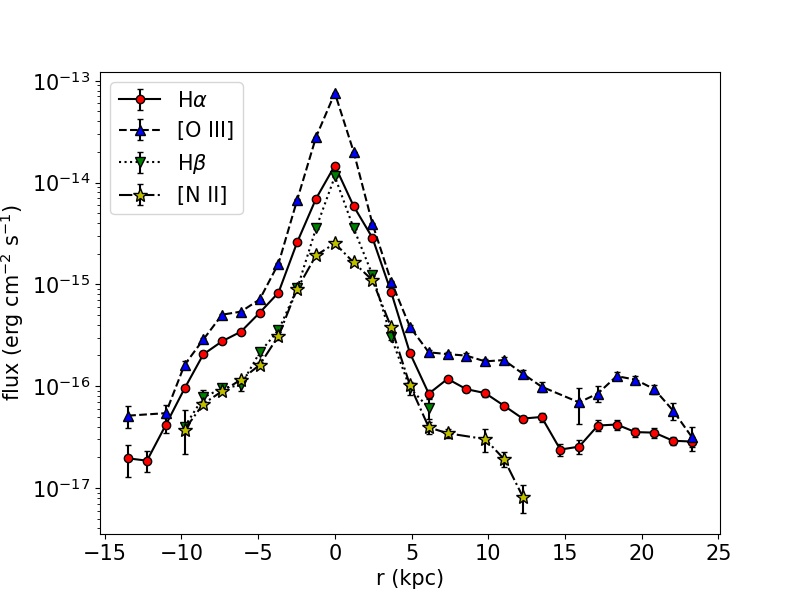 Hα
[O III]
Hβ
[N II]
10⁻¹³
10⁻¹⁴
10⁻¹⁵
10⁻¹⁶
10⁻¹⁷
flux (erg cm⁻² s⁻¹)
−15 −10 −5 0 5 10 15 20 25
r (kpc)